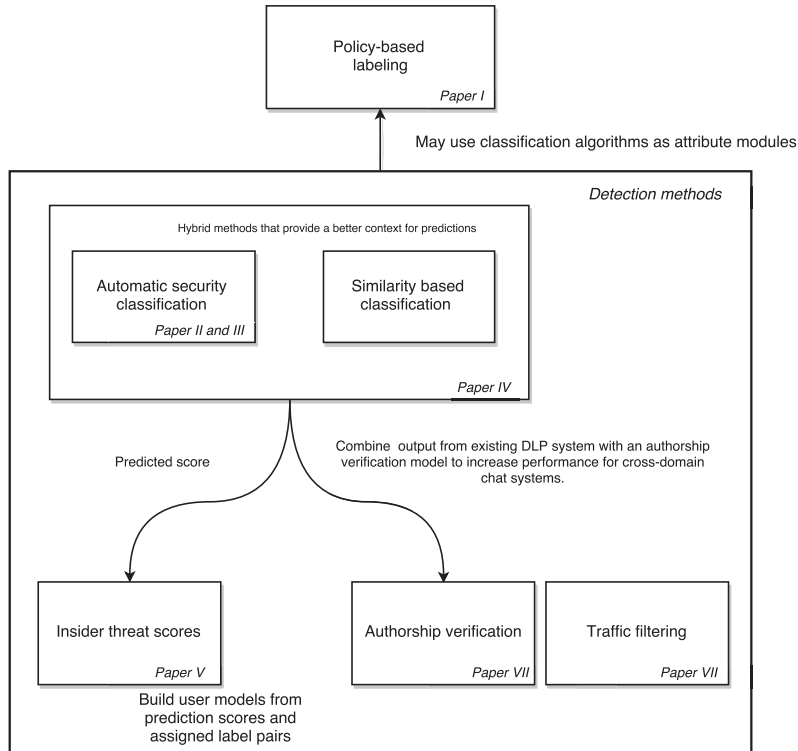 Policy-based
labeling
Paper I
May use classification algorithms as attribute modules
Detection methods
Hybrid methods that provide a better context for predictions
Automatic security
classification
Paper II and III
Similarity based
classification
Paper IV
Predicted score
Combine output from existing DLP system with an authorship
verification model to increase performance for cross-domain
chat systems.
Insider threat scores
Paper V
Authorship verification
Paper VII
Traffic filtering
Paper VII
Build user models from
prediction scores and
assigned label pairs